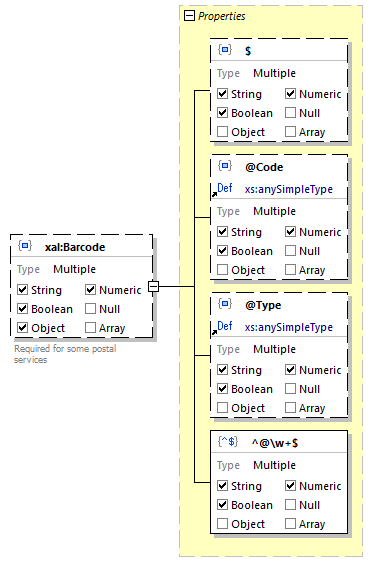 Properties
$
Type Multiple
String Numeric
Boolean Null
Object Array
@Code
Def xs:anySimpleType
Type Multiple
String Numeric
Boolean Null
Object Array
xal:Barcode
Type Multiple
String Numeric
Boolean Null
Object Array
Required for some postal
services
@Type
Def xs:anySimpleType
Type Multiple
String Numeric
Boolean Null
Object Array
{^$} ^@\w+$
Type Multiple
String Numeric
Boolean Null
Object Array